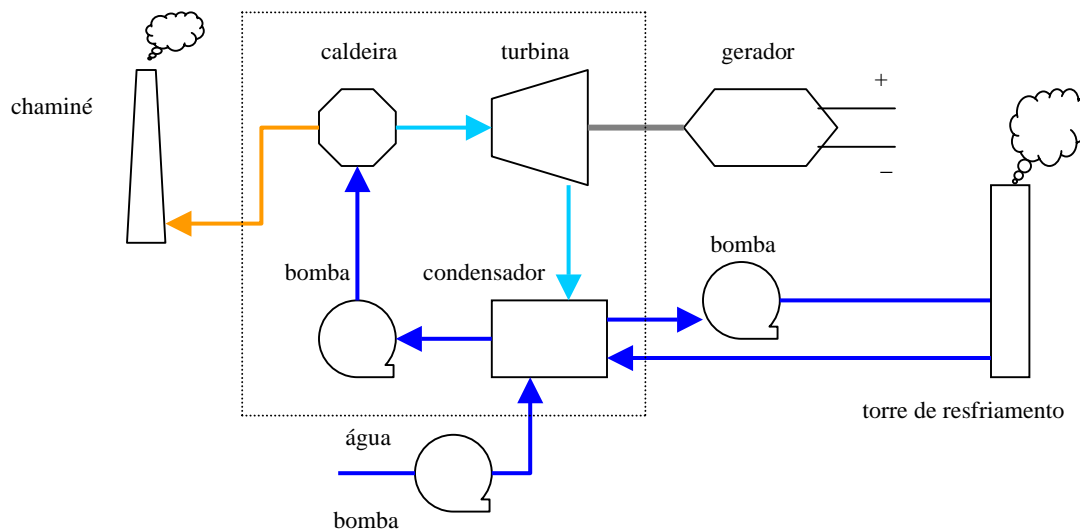 caldeira
turbina
gerador
chaminé
+
−
bomba
bomba
condensador
torre de resfriamento
água
bomba